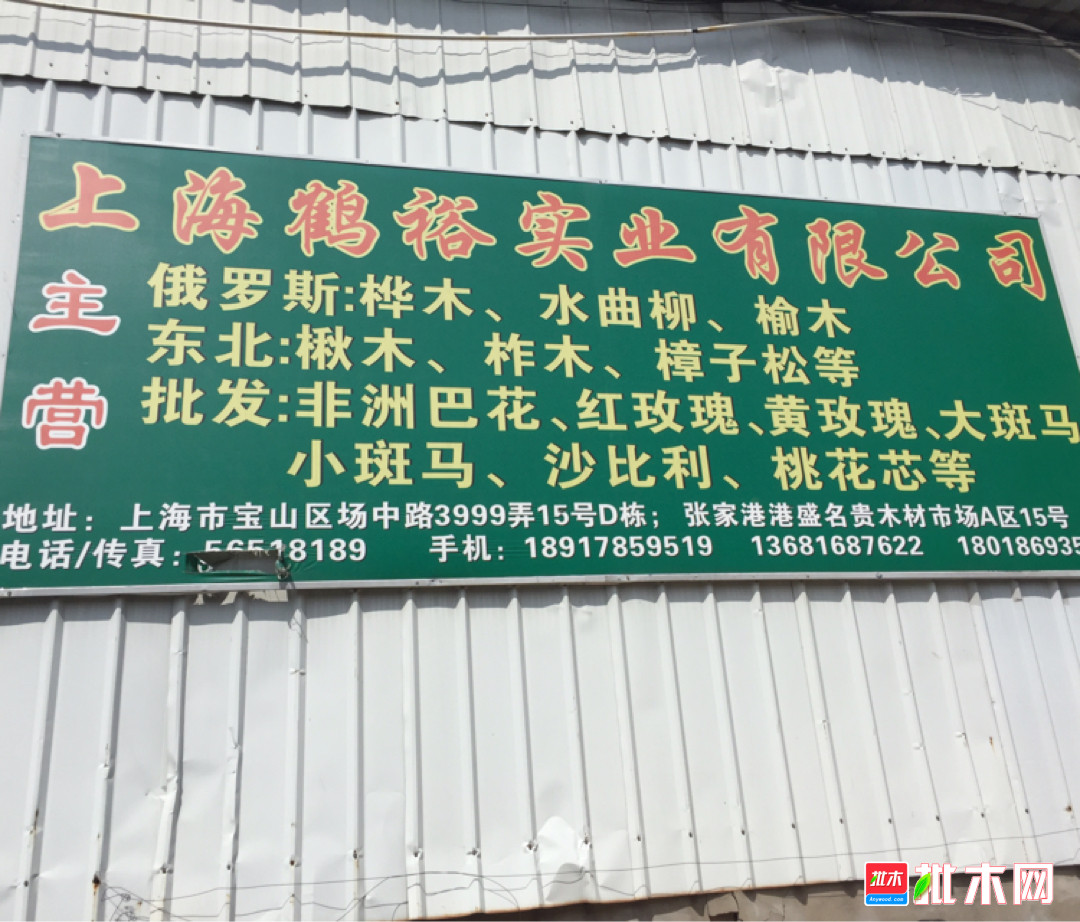 上海鹤裕实业有限公司
主营
俄罗斯:桦木、水曲柳、榆木
东北:楸木、柞木、樟子松等
批发:非洲巴花、红玫瑰、黄玫瑰、大斑马
小斑马、沙比利、桃花芯等
地址：上海市宝山区场中路3999弄15号D栋；张家港港盛名贵木材市场A区15号
电话/传真：56518189 手机：18917859519 13681687622 180186935
批木 批木网
Anywood.com